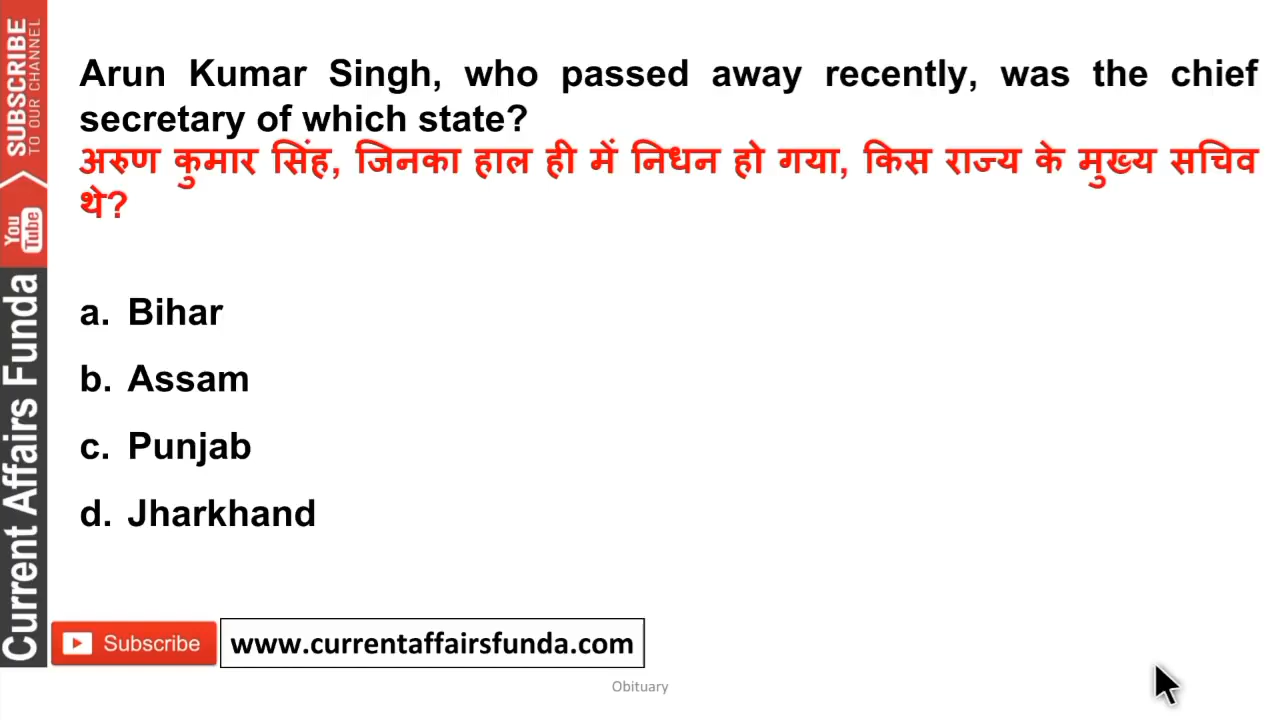 Arun Kumar Singh, who passed away recently, was the chief
secretary of which state?
अरुण कुमार सिंह, जिनका हाल ही में निधन हो गया, किस राज्य के मुख्य सचिव
थे?
a. Bihar
b. Assam
c. Punjab
d. Jharkhand
SUBSCRIBE
TO OUR CHANNEL
You
Tube
Current Affairs Funda
Subscribe
www.currentaffairsfunda.com
Obituary